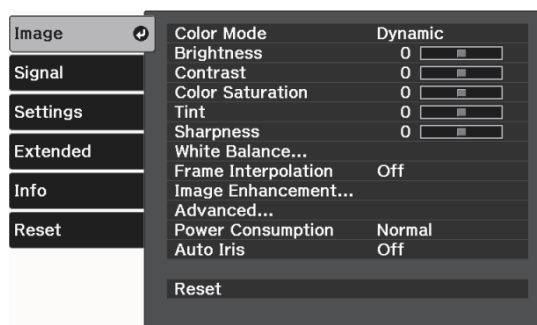 Image
Signal
Settings
Extended
Info
Reset
Color Mode Dynamic
Brightness 0
Contrast 0
Color Saturation 0
Tint 0
Sharpness 0
White Balance...
Frame Interpolation Off
Image Enhancement...
Advanced...
Power Consumption Normal
Auto Iris Off
Reset